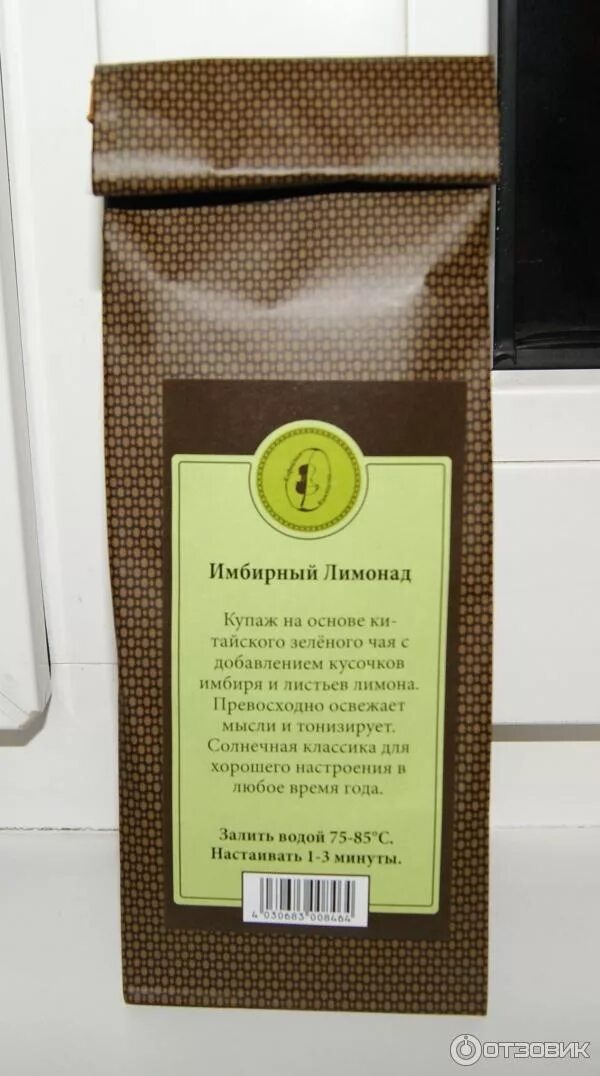 Имбирный Лимонад
Купаж на основе ки-
тайского зелёного чая с
добавлением кусочков
имбиря и листьев лимона.
Превосходно освежает
мысли и тонизирует.
Солнечная классика для
хорошего настроения в
любое время года.
Залить водой 75-85°C.
Настаивать 1-3 минуты.
4 030683 008464
ОТЗОВИК